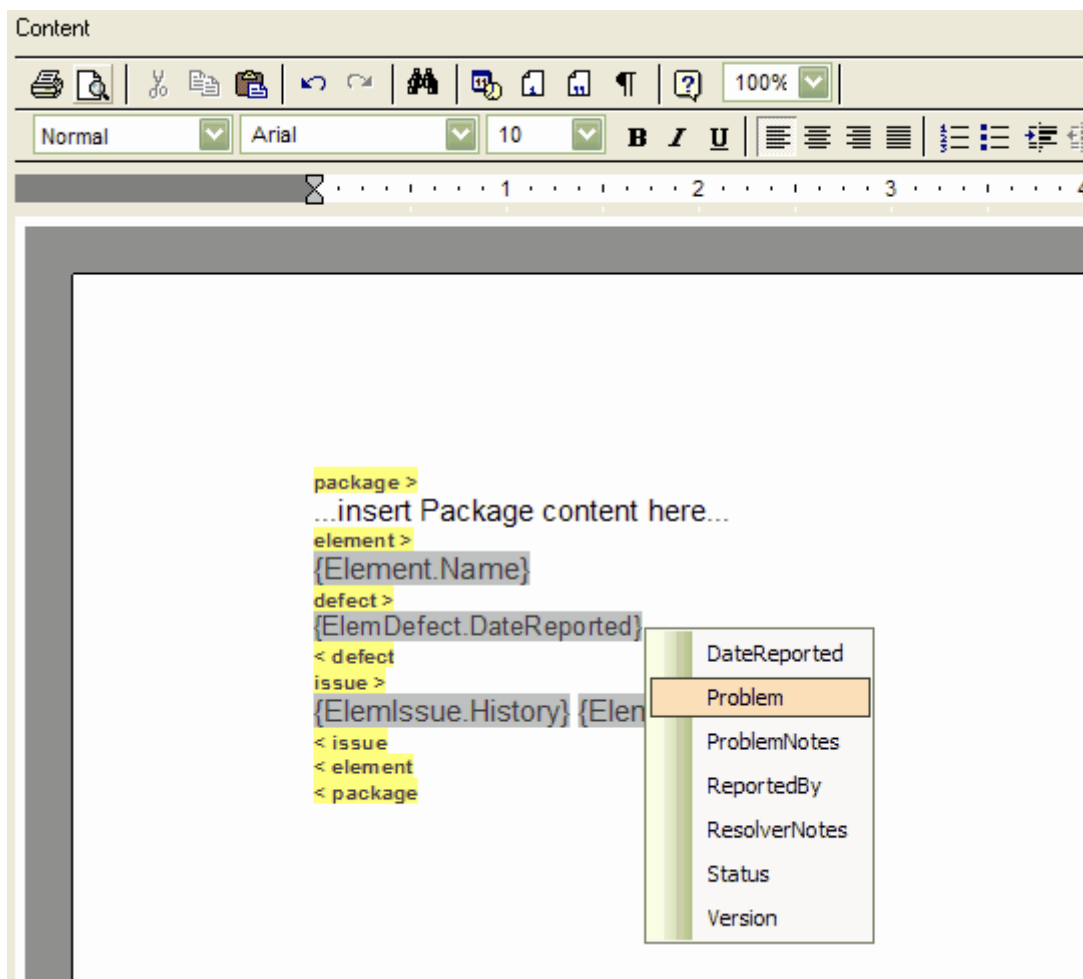 Content
100%
Normal Arial 10 B I U
1 2 3 4
package >
...insert Package content here...
element >
{Element.Name}
defect >
{ElemDefect.DateReported}
< defect
issue >
{ElemIssue.History} {Elem
< issue
< element
< package
DateReported
Problem
ProblemNotes
ReportedBy
ResolverNotes
Status
Version